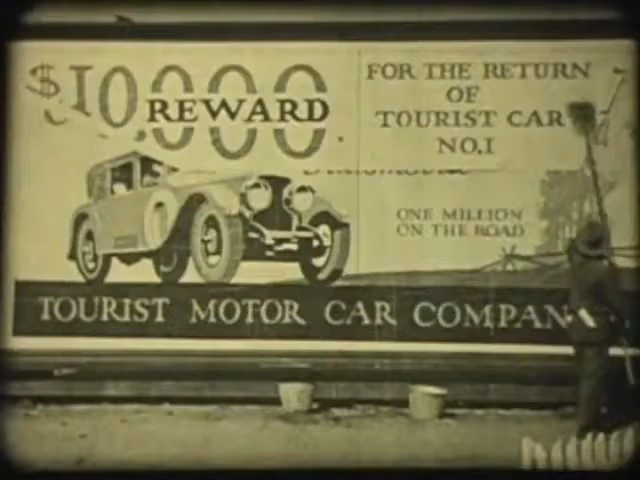 $10,000
REWARD
FOR THE RETURN
OF
TOURIST CAR
NO.1
ONE MILLION
ON THE ROAD
TOURIST MOTOR CAR COMPAN